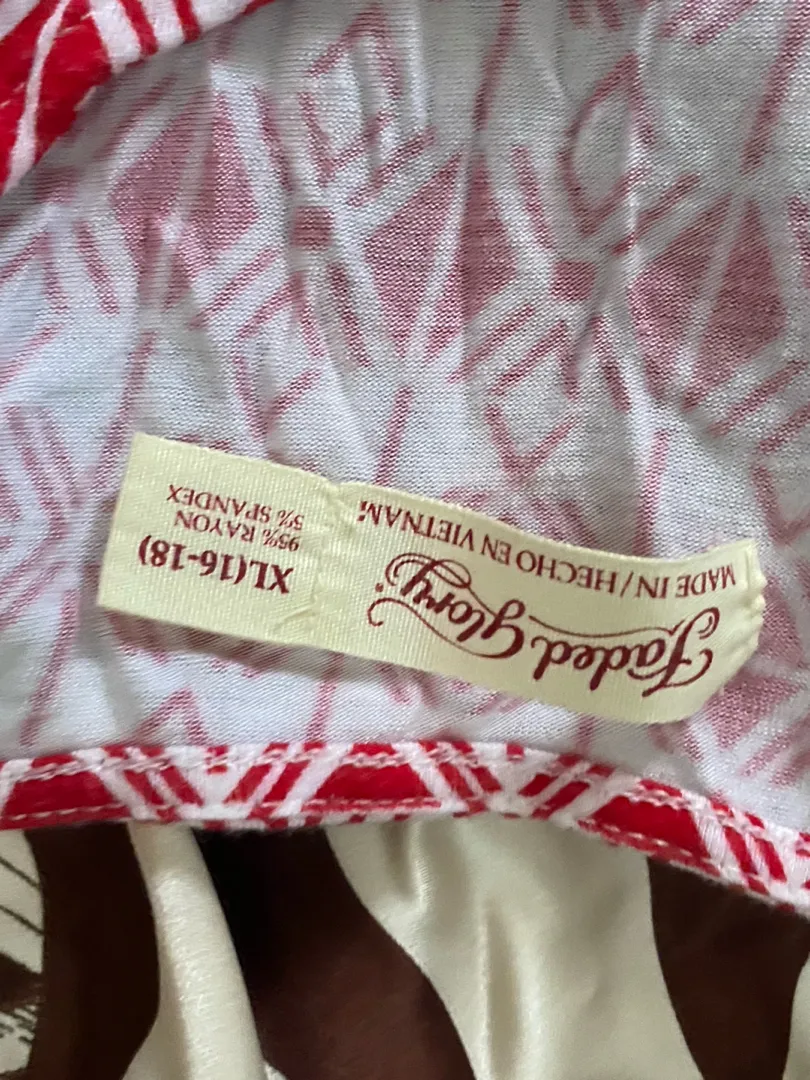 Faded Glory®
MADE IN/HECHO EN VIETNAM
XL(16-18)
95% RAYON
5% SPANDEX